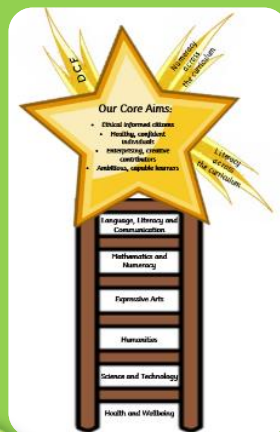 DCF
Numeracy
across
the curriculum
Literacy
across
the curriculum
Our Core Aims:
• Ethical informed citizens
• Healthy, confident
individuals
• Enterprising, creative
contributors
• Ambitious, capable learners
Language, Literacy and
Communication
Mathematics and
Numeracy
Expressive Arts
Humanities
Science and Technology
Health and Wellbeing